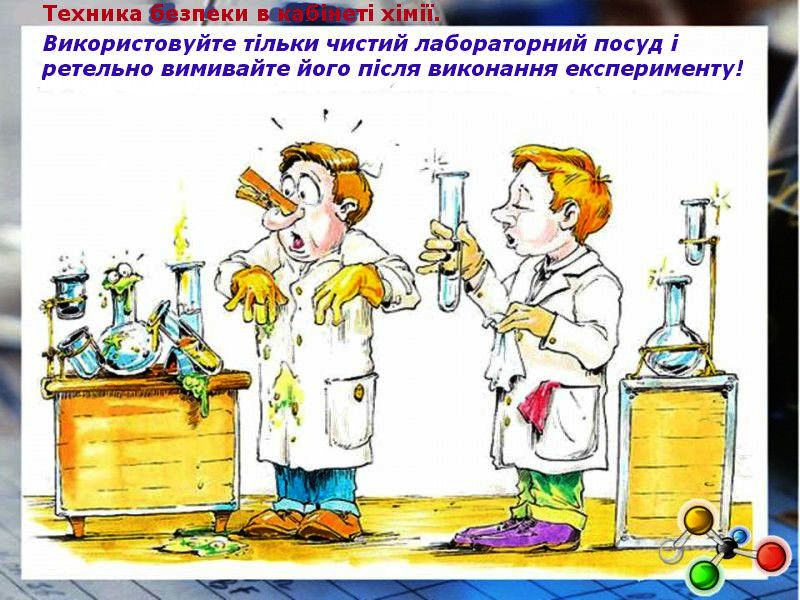 Техника безпеки в кабінеті хімії.
Використовуйте тільки чистий лабораторний посуд і
ретельно вимивайте його після виконання експерименту!